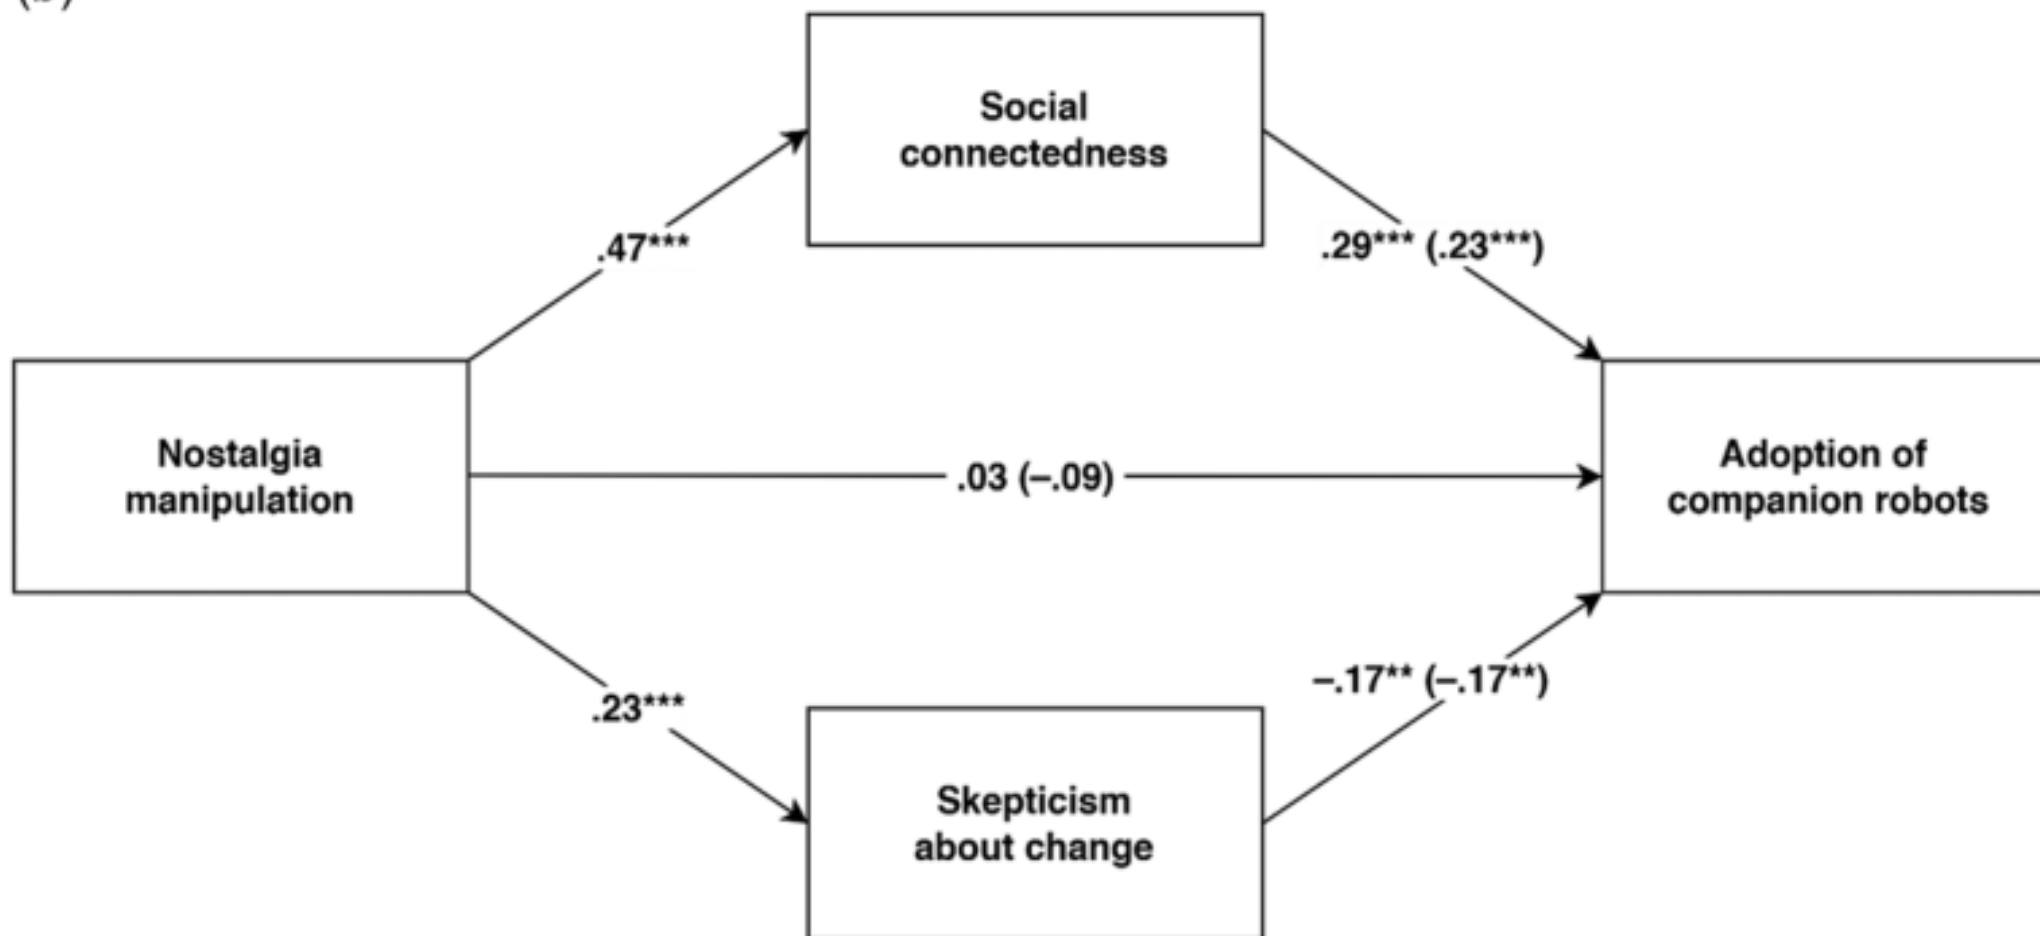 Social
connectedness
.47***
.29*** (.23***)
Nostalgia
manipulation
.03 (–.09)
Adoption of
companion robots
.23***
–.17** (–.17**)
Skepticism
about change